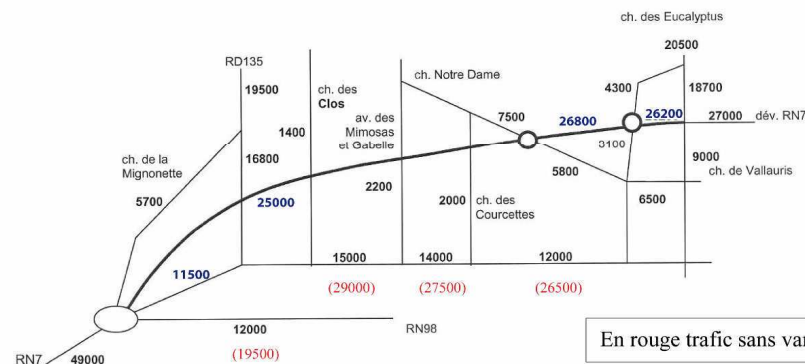 ch. des Eucalyptus
20500
RD135
19500
ch. des
Clos
ch. Notre Dame
4300
18700
av. des
Mimosas
et Gabelle
1400
7500
26800
26200
27000
dév. RN7
3100
ch. de la
Mignonette
16800
9000
5800
ch. de Vallauris
5700
25000
2200
2000
ch. des
Courcettes
6500
11500
15000
14000
12000
(29000)
(27500)
(26500)
12000
RN98
(19500)
RN7
49000
En rouge trafic sans